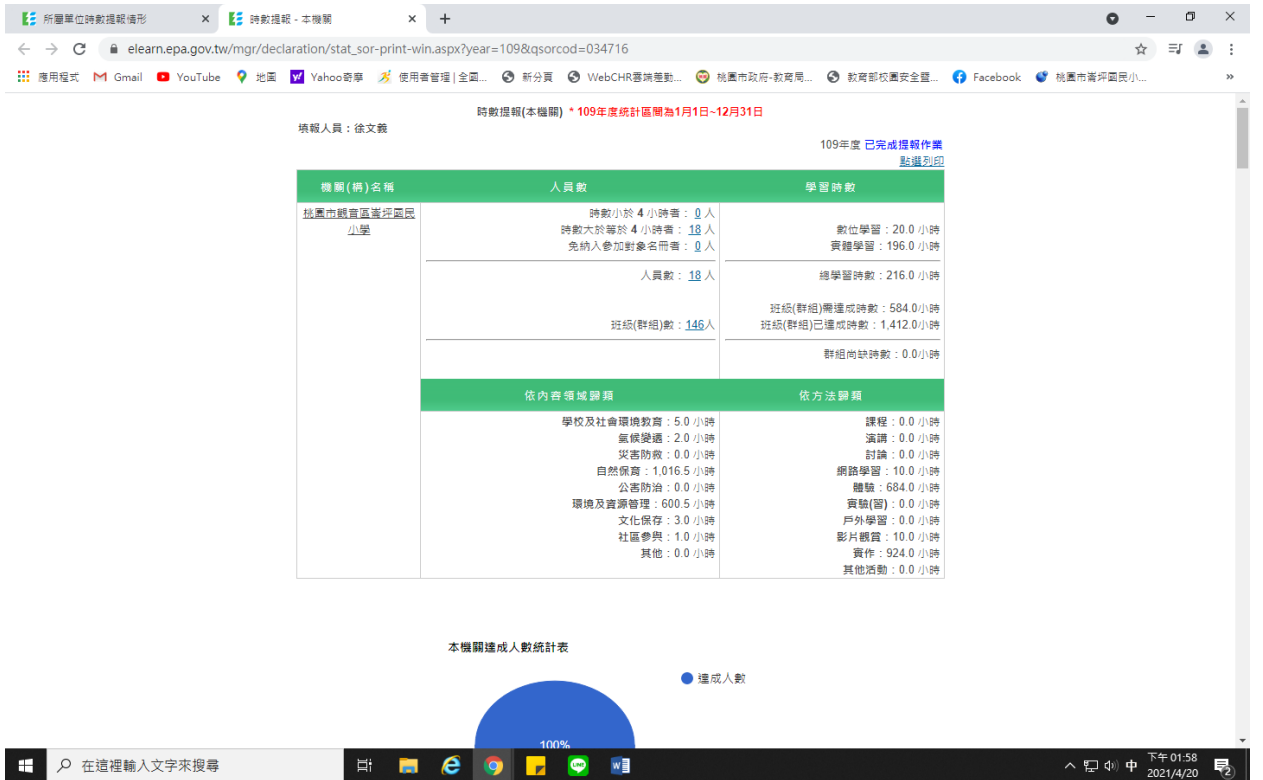 所屬單位時數提報情形
時數提報 - 本機關
elearn.epa.gov.tw/mgr/declaration/stat_sor-print-win.aspx?year=109&qsorcod=034716
應用程式 Gmail YouTube 地圖 Yahoo奇摩 使用者管理|全國... 新分頁 WebCHR雲端差勤... 桃園市政府-教育局... 教育部校園安全暨... Facebook 桃園市崙坪國民小...
時數提報(本機關) * 109年度統計區間為1月1日~12月31日
填報人員：徐文義
109年度 已完成提報作業
點選列印
機關(構)名稱 人員數 學習時數
桃園市觀音區崙坪國民小學
時數小於 4 小時者： 0 人
時數大於等於 4 小時者： 18 人
免納入參加對象名冊者： 0 人
人員數： 18 人
班級(群組)數：146人
數位學習：20.0 小時
實體學習：196.0 小時
總學習時數：216.0 小時
班級(群組)需達成時數：584.0小時
班級(群組)已達成時數：1,412.0小時
群組尚缺時數：0.0小時
依內容領域歸類 依方法歸類
學校及社會環境教育：5.0 小時
氣候變遷：2.0 小時
災害防救：0.0 小時
自然保育：1,016.5 小時
公害防治：0.0 小時
環境及資源管理：600.5 小時
文化保存：3.0 小時
社區參與：1.0 小時
其他：0.0 小時
課程：0.0 小時
演講：0.0 小時
討論：0.0 小時
網路學習：10.0 小時
體驗：684.0 小時
實驗(習)：0.0 小時
戶外學習：0.0 小時
影片觀賞：10.0 小時
實作：924.0 小時
其他活動：0.0 小時
本機關達成人數統計表
達成人數
100%
在這裡輸入文字來搜尋
中
下午 01:58
2021/4/20
2